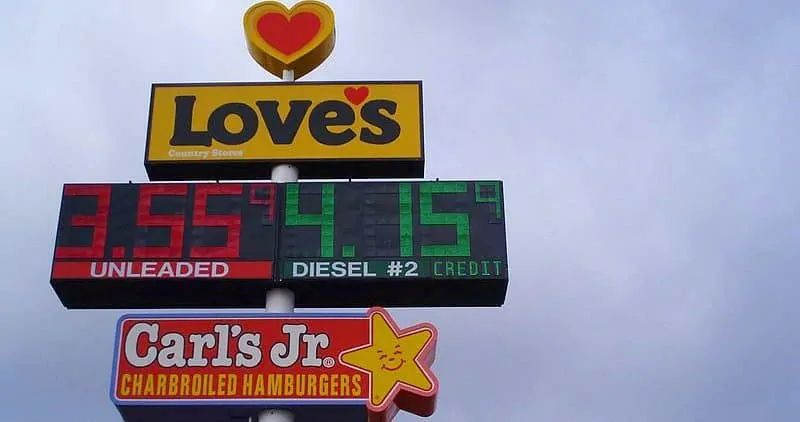 Love's
Country Stores
3.55 9 4.15 9
UNLEADED DIESEL #2 CREDIT
Carl's Jr.®
CHARBROILED HAMBURGERS